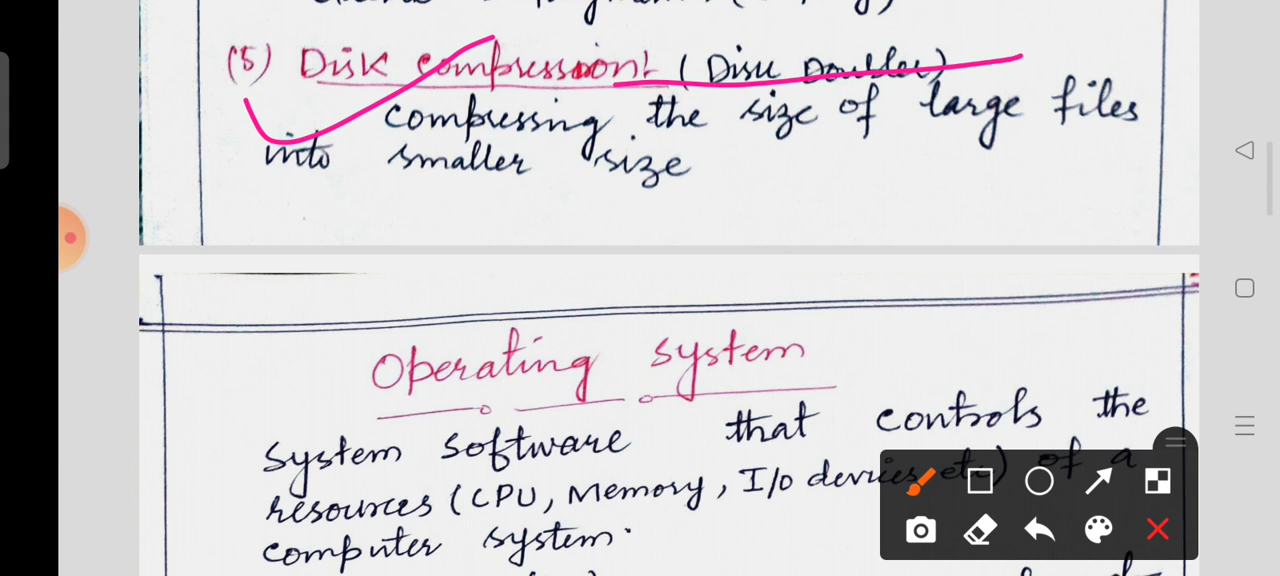 (5) Disk Compression! (Disc Doubler)
compressing the size of large files
into smaller size
Operating system
System software that controls the
resources (CPU, Memory, I/O devices etc) of a
computer system.